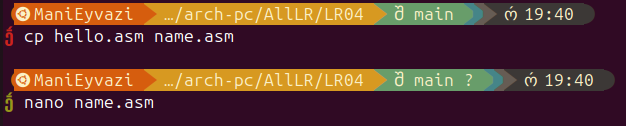 ManiEyvazi …/arch-pc/AllLR/LR04 main 19:40
cp hello.asm name.asm
ManiEyvazi …/arch-pc/AllLR/LR04 main ? 19:40
nano name.asm